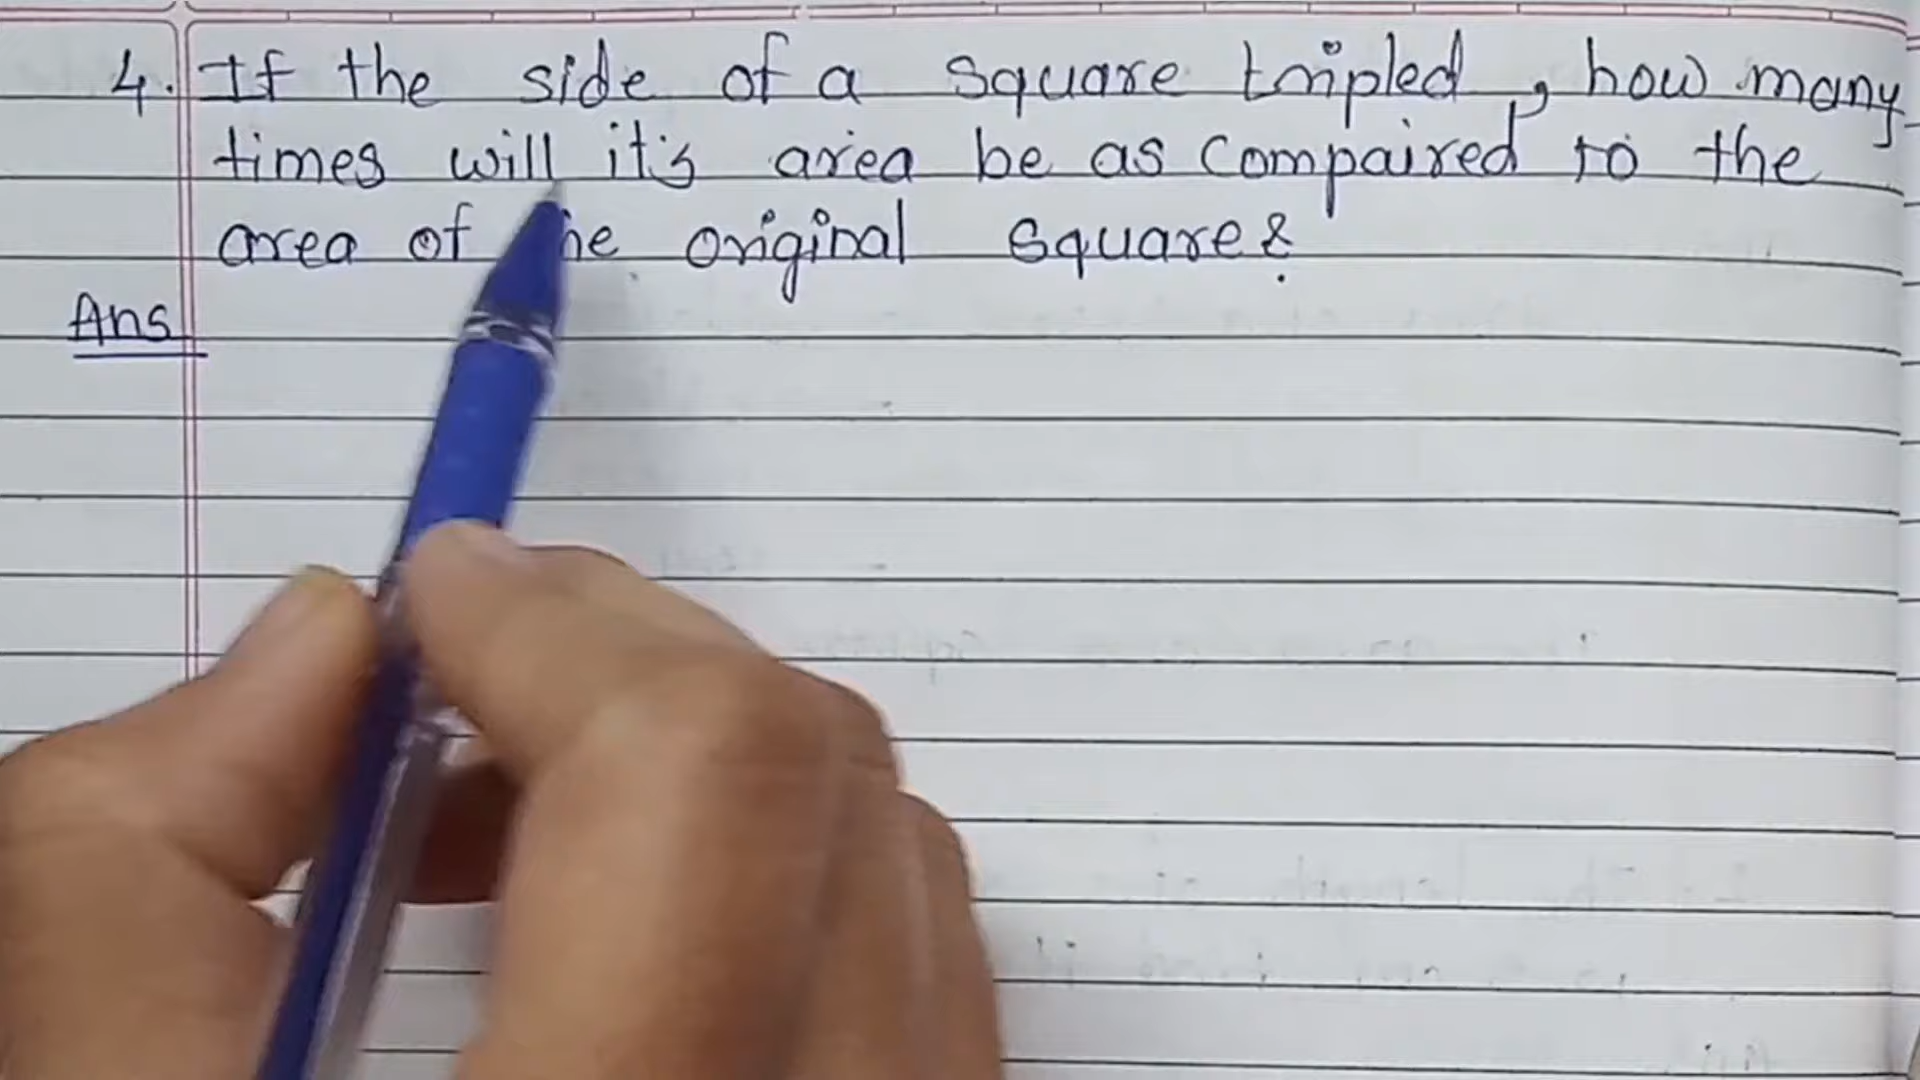 4. If the side of a square tripled, how many
times will it's area be as compaired to the
area of the original square?
Ans